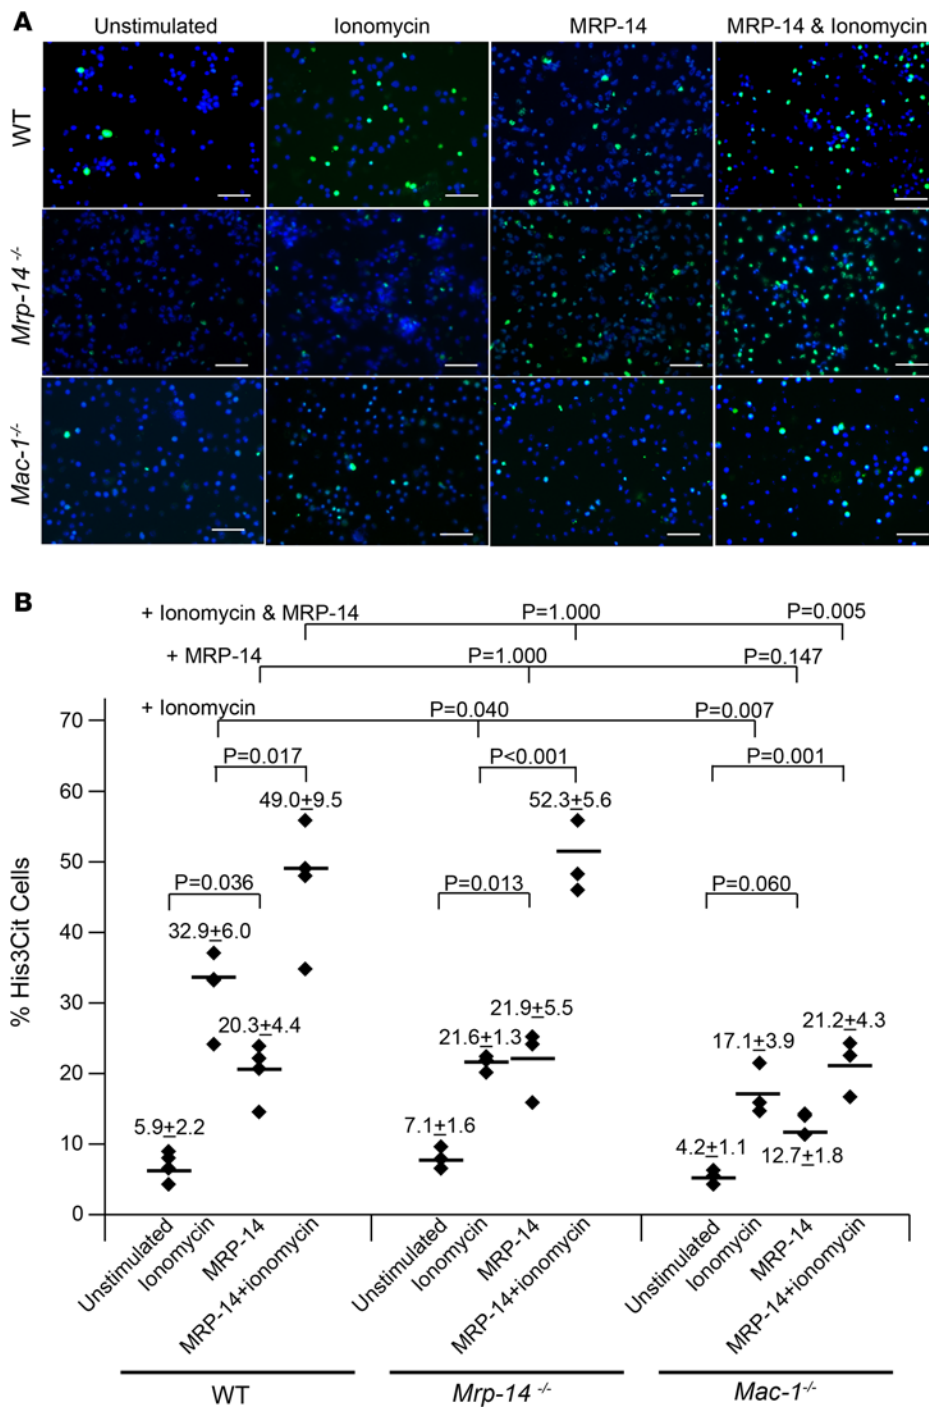 A
Unstimulated Ionomycin MRP-14 MRP-14 & Ionomycin
WT
Mrp-14 -/-
Mac-1-/-
B
+ Ionomycin & MRP-14 P=1.000 P=0.005
+ MRP-14 P=1.000 P=0.147
+ Ionomycin P=0.040 P=0.007
P=0.017 P<0.001 P=0.001
49.0±9.5 52.3±5.6
P=0.036 P=0.013 P=0.060
32.9±6.0
20.3±4.4 21.6±1.3 21.9±5.5 17.1±3.9 21.2±4.3
5.9±2.2 7.1±1.6 4.2±1.1 12.7±1.8
% His3Cit Cells
70
60
50
40
30
20
10
0
Unstimulated Ionomycin MRP-14 MRP-14+ionomycin
Unstimulated Ionomycin MRP-14 MRP-14+ionomycin
Unstimulated Ionomycin MRP-14 MRP-14+ionomycin
WT Mrp-14 -/- Mac-1-/-